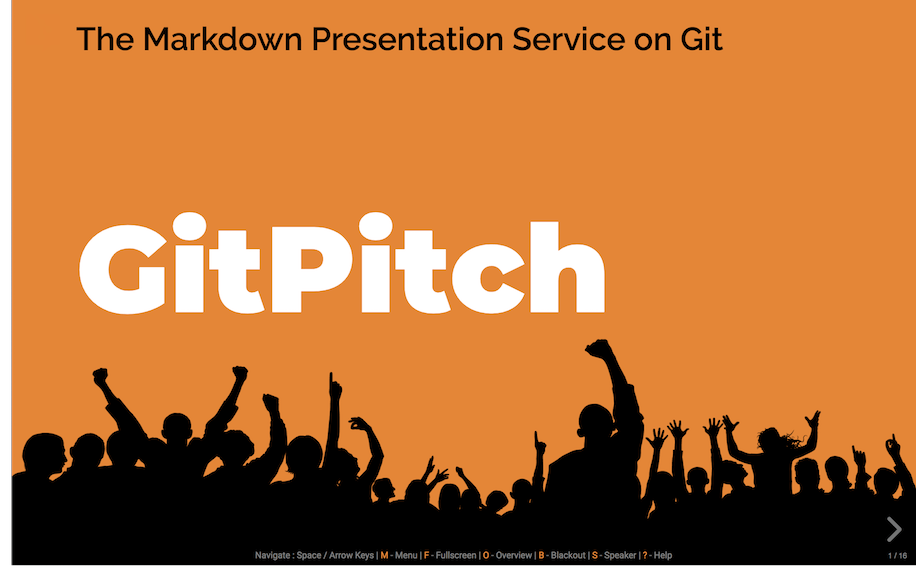 The Markdown Presentation Service on Git
GitPitch
Navigate : Space / Arrow Keys | M - Menu | F - Fullscreen | O - Overview | B - Blackout | S - Speaker | ? - Help
1 / 16